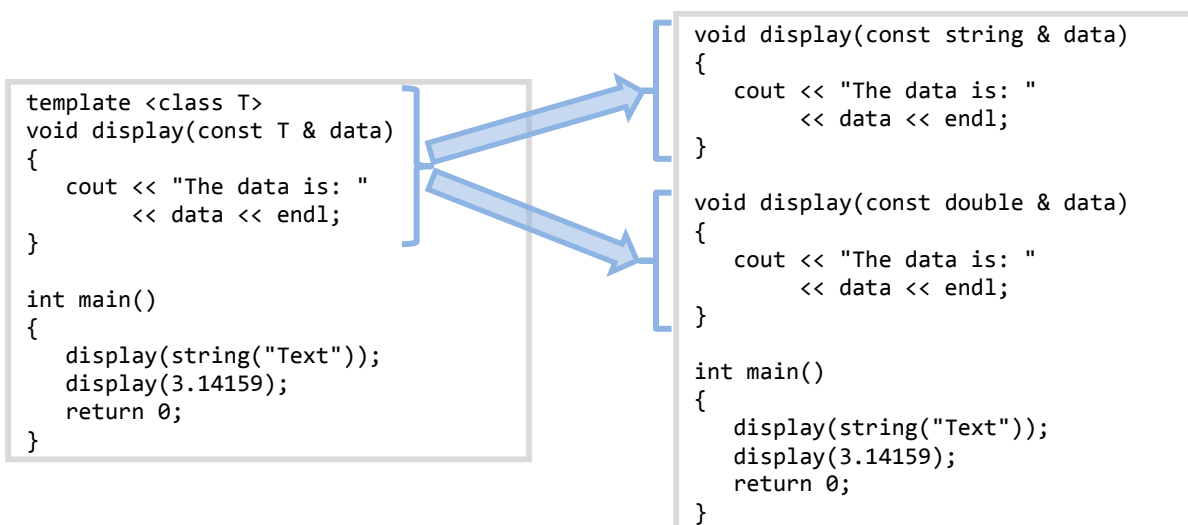 template <class T>
void display(const T & data)
{
   cout << "The data is: "
        << data << endl;
}

int main()
{
   display(string("Text"));
   display(3.14159);
   return 0;
}

void display(const string & data)
{
   cout << "The data is: "
        << data << endl;
}

void display(const double & data)
{
   cout << "The data is: "
        << data << endl;
}

int main()
{
   display(string("Text"));
   display(3.14159);
   return 0;
}